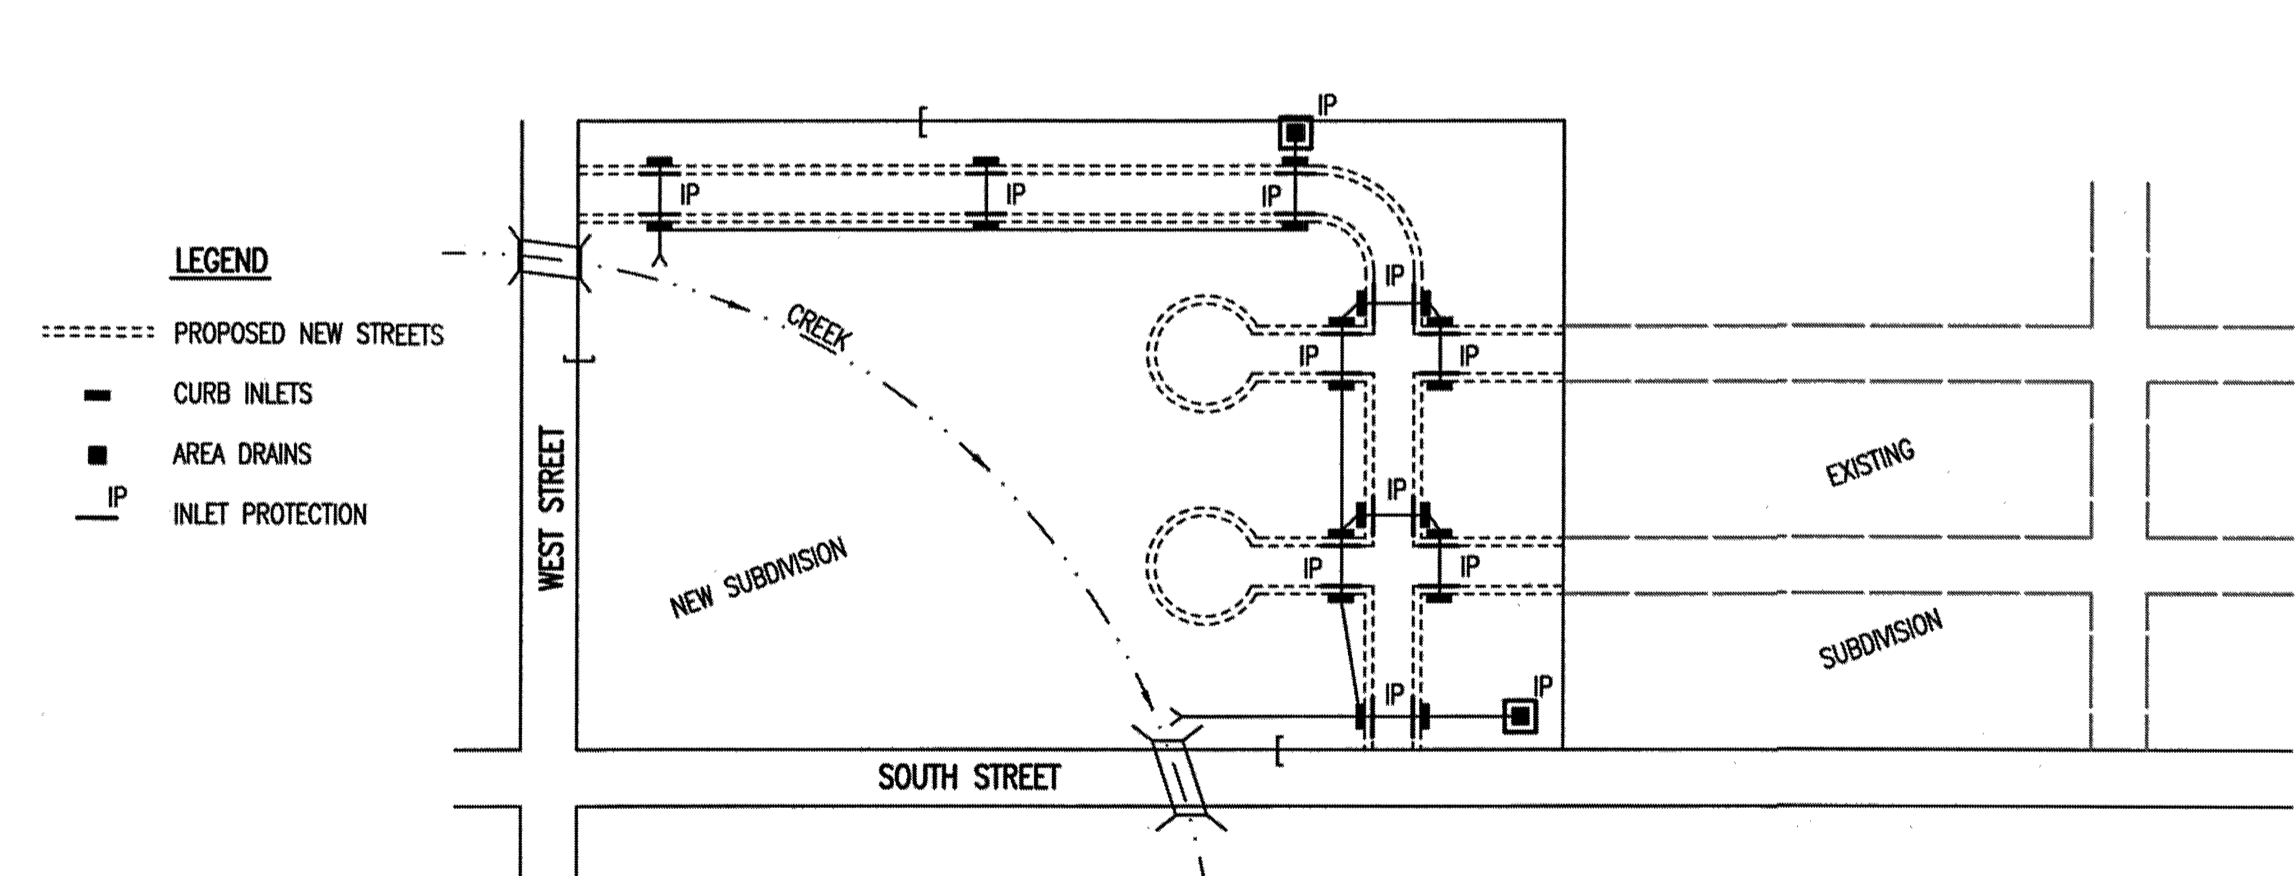 IP
IP
IP
IP
LEGEND
IP
PROPOSED NEW STREETS
CREEK
IP
IP
CURB INLETS
AREA DRAINS
EXISTING
IP
IP
INLET PROTECTION
WEST STREET
IP
IP
NEW SUBDIVISION
SUBDIVISION
IP
IP
SOUTH STREET